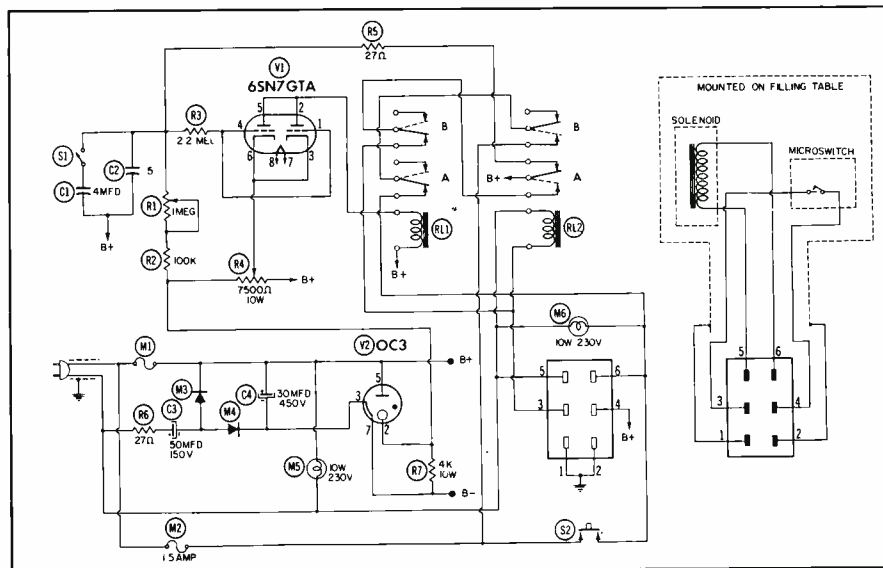 R5
27Ω
V1
6SN7GTA
5 2
R3
2.2 MEG
4
1
6 8 7 3
S1
C2
.5
C1
4MFD
B+
R1
1MEG
R2
100K
R4
7500Ω
10W
B+
B
A
RL1
B+
B
B+
A
RL2
MOUNTED ON FILLING TABLE
SOLENOID
MICROSWITCH
5 6
3 4
1 2
M6
10W 230V
5 6
3 4
B+
1 2
M1
V2
OC3
B+
M3
C4
30MFD
450V
3
5
7 2
R6
27Ω
C3
50MFD
150V
M4
M5
10W
230V
R7
4K
10W
B-
M2
1.5 AMP
S2